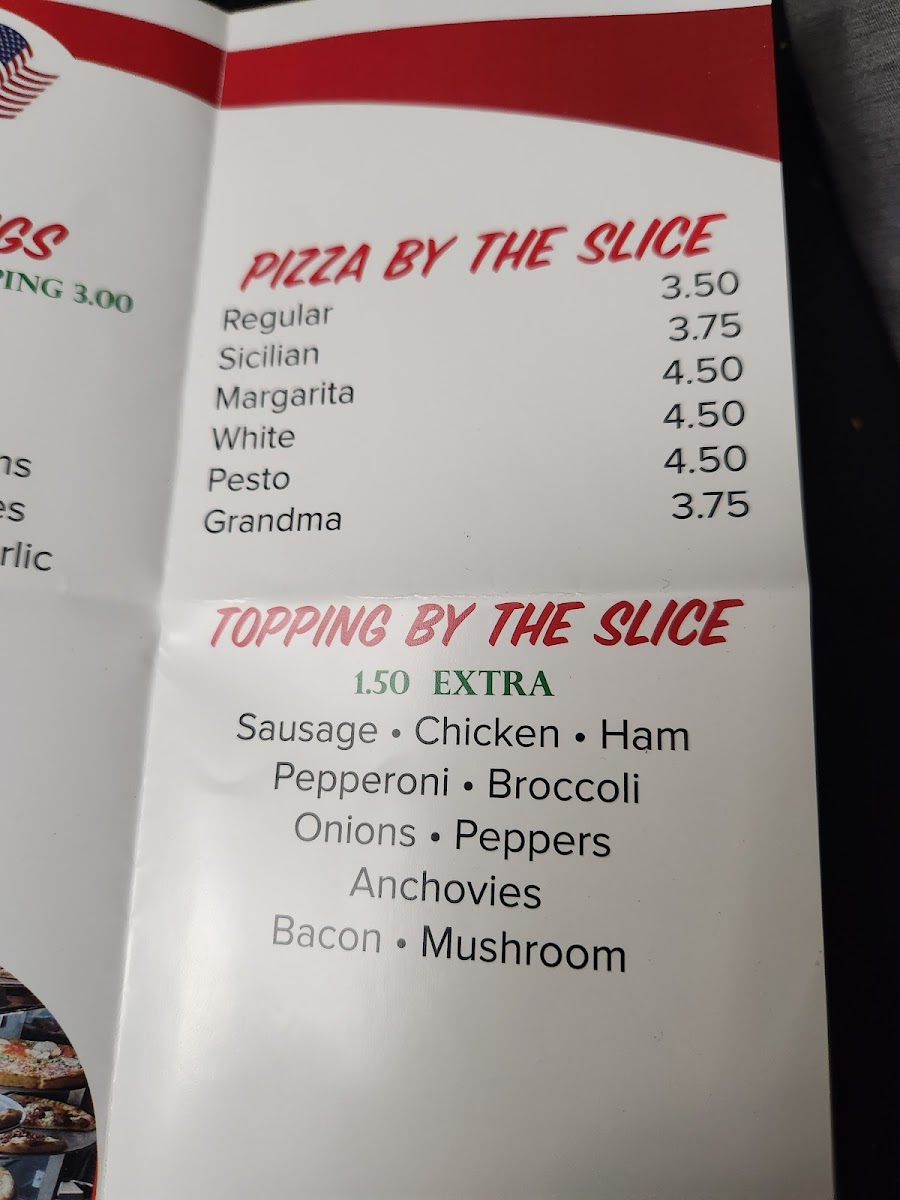 GS
PING 3.00
ns
es
rlic
PIZZA BY THE SLICE
Regular 3.50
Sicilian 3.75
Margarita 4.50
White 4.50
Pesto 4.50
Grandma 3.75
TOPPING BY THE SLICE
1.50 EXTRA
Sausage • Chicken • Ham
Pepperoni • Broccoli
Onions • Peppers
Anchovies
Bacon • Mushroom